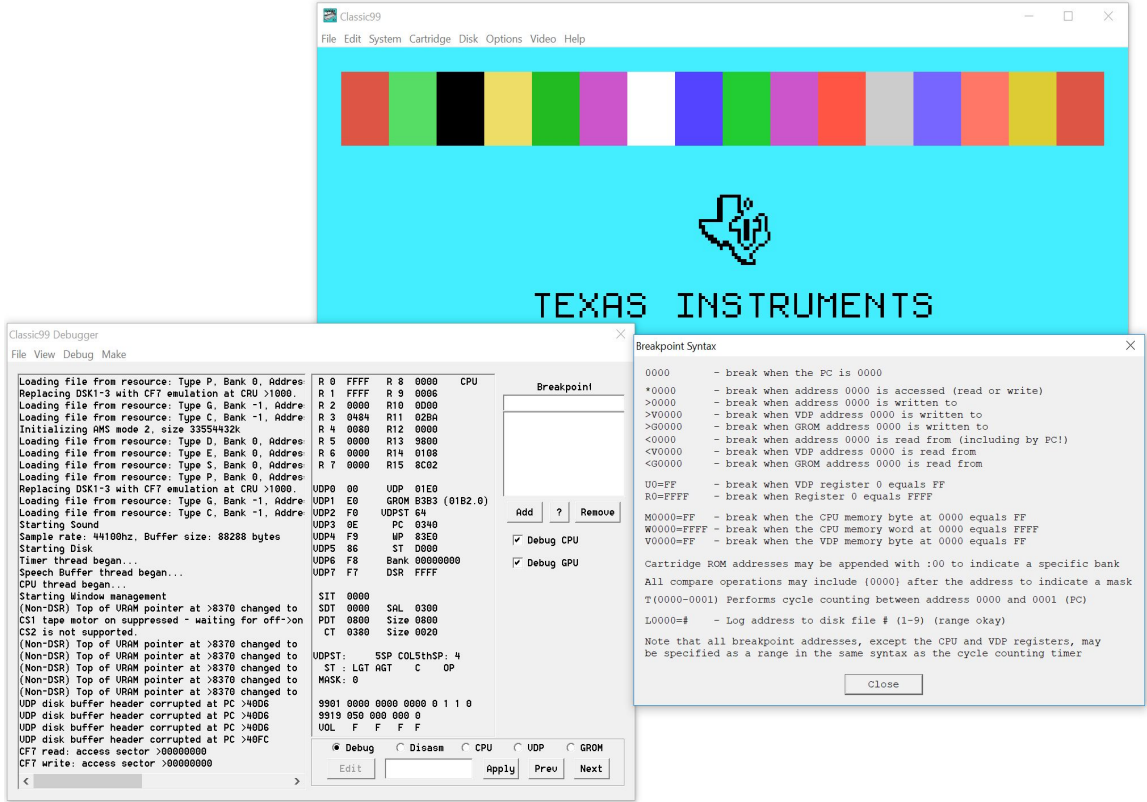 Classic99
File Edit System Cartridge Disk Options Video Help
TEXAS INSTRUMENTS
Classic99 Debugger
File View Debug Make
Loading file from resource: Type P, Bank 0, Addres
Replacing DSK1-3 with CF7 emulation at CRU >1000.
Loading file from resource: Type G, Bank -1, Addre
Loading file from resource: Type C, Bank -1, Addre
Initializing AMS mode 2, size 33554432k
Loading file from resource: Type D, Bank 0, Addres
Loading file from resource: Type E, Bank 0, Addres
Loading file from resource: Type S, Bank 0, Addres
Loading file from resource: Type P, Bank 0, Addres
Replacing DSK1-3 with CF7 emulation at CRU >1000.
Loading file from resource: Type G, Bank -1, Addre
Loading file from resource: Type C, Bank -1, Addre
Starting Sound
Sample rate: 44100hz, Buffer size: 88288 bytes
Starting Disk
Timer thread began...
Speech Buffer thread began...
CPU thread began...
Starting Window management
(Non-DSR) Top of VRAM pointer at >8370 changed to
CS1 tape motor on suppressed - waiting for off->on
CS2 is not supported.
(Non-DSR) Top of VRAM pointer at >8370 changed to
(Non-DSR) Top of VRAM pointer at >8370 changed to
(Non-DSR) Top of VRAM pointer at >8370 changed to
(Non-DSR) Top of VRAM pointer at >8370 changed to
(Non-DSR) Top of VRAM pointer at >8370 changed to
VDP disk buffer header corrupted at PC >40D6
VDP disk buffer header corrupted at PC >40D6
VDP disk buffer header corrupted at PC >40D6
VDP disk buffer header corrupted at PC >40FC
CF7 read: access sector >00000000
CF7 write: access sector >00000000
R 0 FFFF R 8 0000 CPU
R 1 FFFF R 9 0006
R 2 0000 R10 0D00
R 3 0484 R11 02BA
R 4 0080 R12 0000
R 5 0000 R13 9800
R 6 0000 R14 0108
R 7 0000 R15 8C02
VDP0 00 VDP 01E0
VDP1 E0 GROM B3B3 (01B2.0)
VDP2 F0 VDPST 64
VDP3 0E PC 0340
VDP4 F9 WP 83E0
VDP5 86 ST D000
VDP6 F8 Bank 00000000
VDP7 F7 DSR FFFF
SIT 0000
SDT 0000 SAL 0300
PDT 0800 Size 0800
CT 0380 Size 0020
VDPST: 5SP COL5thSP: 4
ST : LGT AGT C OP
MASK: 0
9901 0000 0000 0000 0 1 1 0
9919 050 000 000 0
VOL F F F F
Debug Disasm CPU VDP GROM
Edit Apply Prev Next
Breakpoint
Add ? Remove
Debug CPU
Debug GPU
Breakpoint Syntax
0000 - break when the PC is 0000
*0000 - break when address 0000 is accessed (read or write)
>0000 - break when address 0000 is written to
>V0000 - break when VDP address 0000 is written to
>G0000 - break when GROM address 0000 is written to
<0000 - break when address 0000 is read from (including by PC!)
<V0000 - break when VDP address 0000 is read from
<G0000 - break when GROM address 0000 is read from
U0=FF - break when VDP register 0 equals FF
R0=FFFF - break when Register 0 equals FFFF
M0000=FF - break when the CPU memory byte at 0000 equals FF
W0000=FFFF - break when the CPU memory word at 0000 equals FFFF
V0000=FF - break when the VDP memory byte at 0000 equals FF
Cartridge ROM addresses may be appended with :00 to indicate a specific bank
All compare operations may include {0000} after the address to indicate a mask
T(0000-0001) Performs cycle counting between address 0000 and 0001 (PC)
L0000=# - Log address to disk file # (1-9) (range okay)
Note that all breakpoint addresses, except the CPU and VDP registers, may
be specified as a range in the same syntax as the cycle counting timer
Close